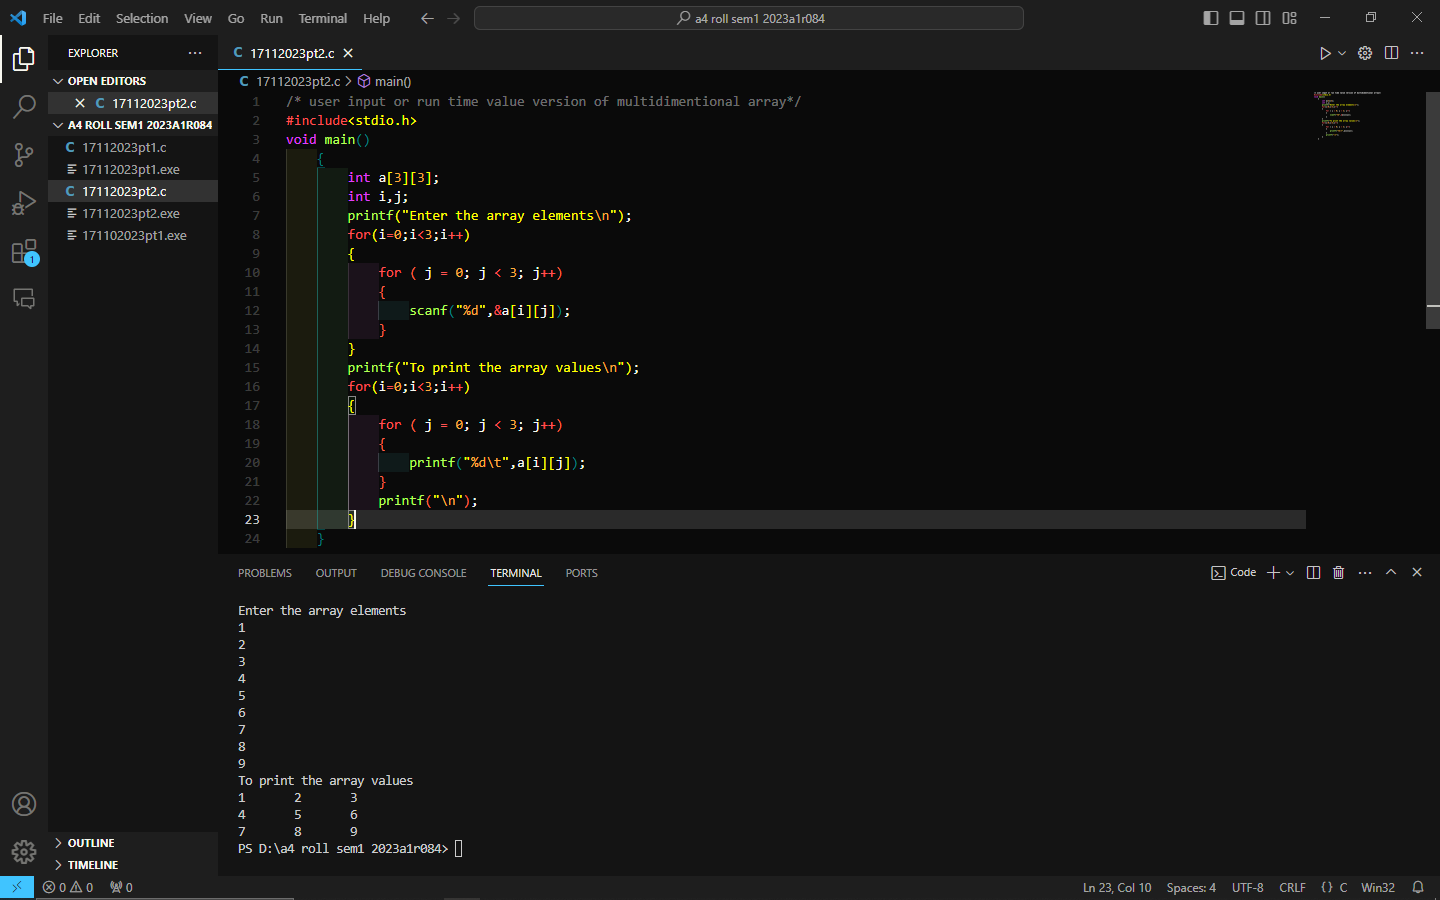 File Edit Selection View Go Run Terminal Help
a4 roll sem1 2023a1r084
EXPLORER
OPEN EDITORS
17112023pt2.c
A4 ROLL SEM1 2023A1R084
C 17112023pt1.c
17112023pt1.exe
C 17112023pt2.c
17112023pt2.exe
171102023pt1.exe
OUTLINE
TIMELINE
C 17112023pt2.c
C 17112023pt2.c > main()
1 /* user input or run time value version of multidimentional array*/
2 #include<stdio.h>
3 void main()
4 {
5 int a[3][3];
6 int i,j;
7 printf("Enter the array elements\n");
8 for(i=0;i<3;i++)
9 {
10 for ( j = 0; j < 3; j++)
11 {
12 scanf("%d",&a[i][j]);
13 }
14 }
15 printf("To print the array values\n");
16 for(i=0;i<3;i++)
17 {
18 for ( j = 0; j < 3; j++)
19 {
20 printf("%d\t",a[i][j]);
21 }
22 printf("\n");
23 }
24 }
PROBLEMS OUTPUT DEBUG CONSOLE TERMINAL PORTS
Code
Enter the array elements
1
2
3
4
5
6
7
8
9
To print the array values
1 2 3
4 5 6
7 8 9
PS D:\a4 roll sem1 2023a1r084>
1
0 0 0
Ln 23, Col 10 Spaces: 4 UTF-8 CRLF {} C Win32